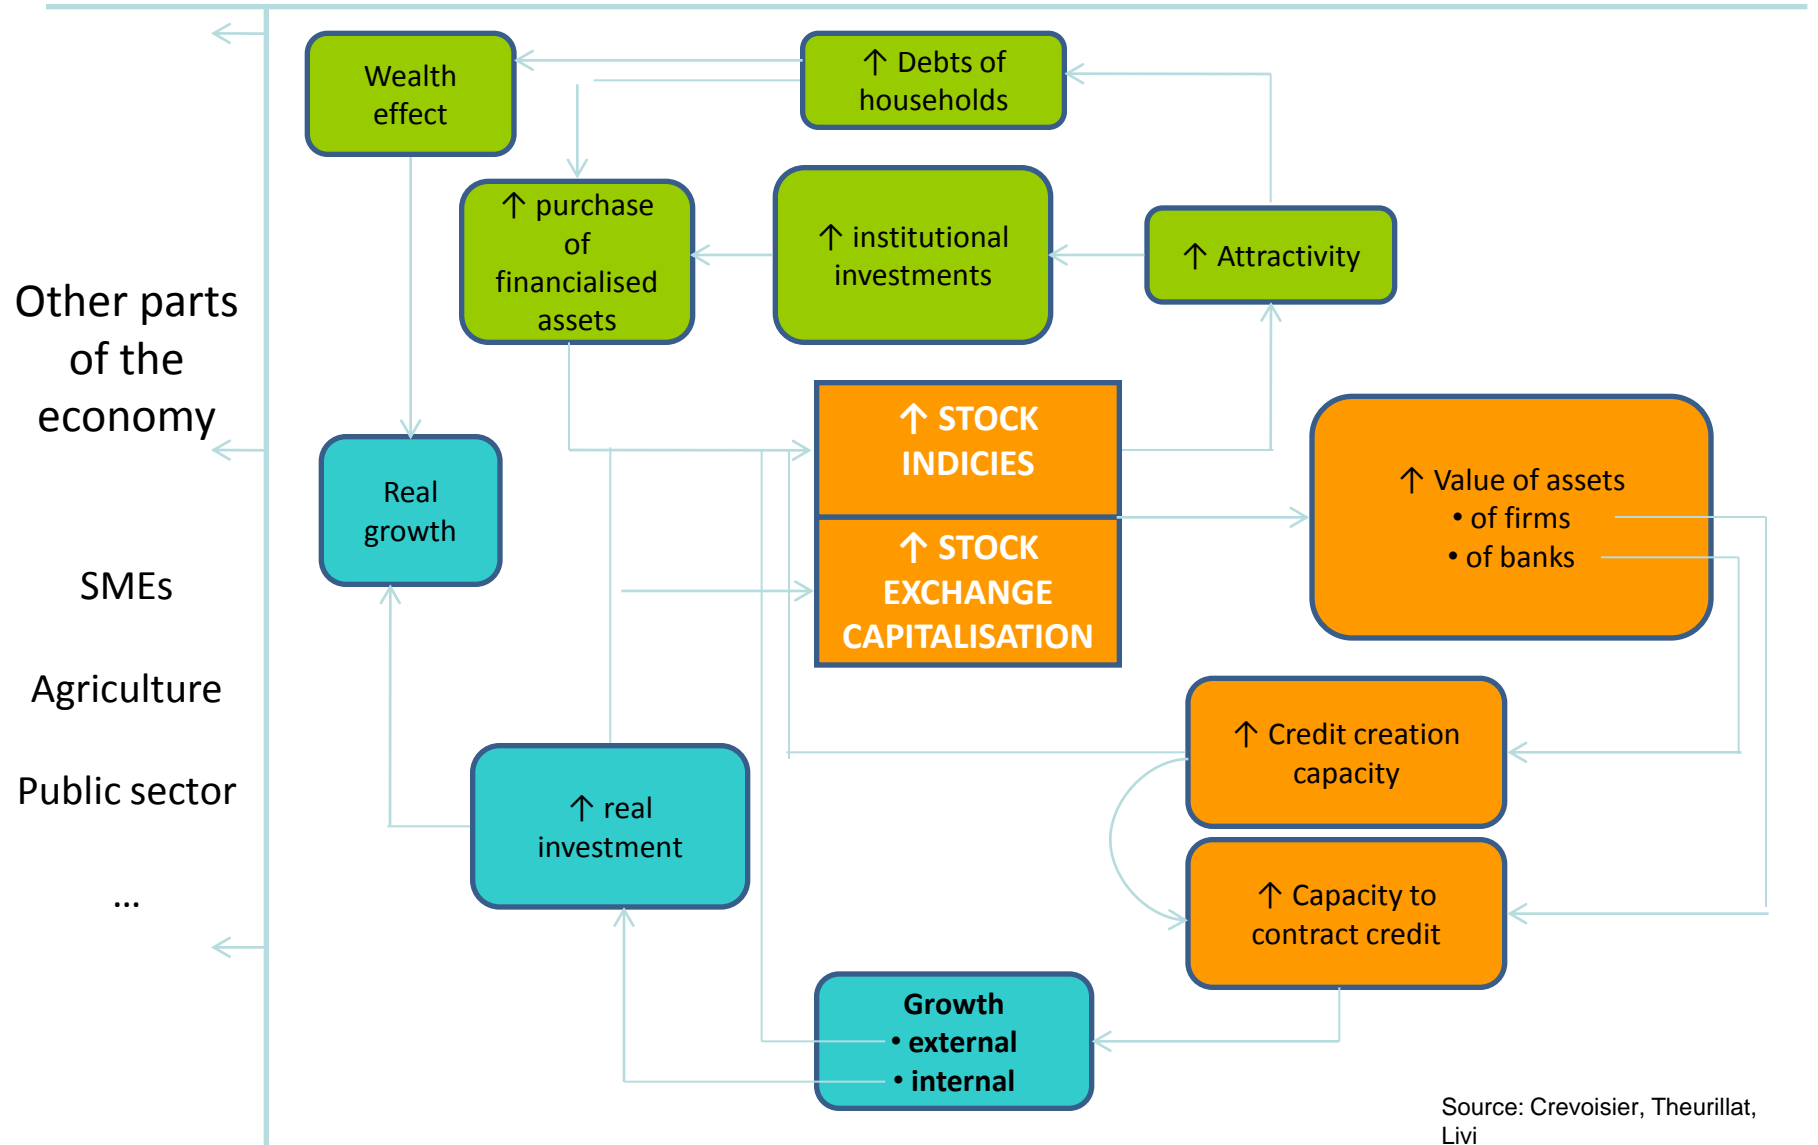 Wealth
effect
↑ Debts of
households
↑ purchase
of
financialised
assets
↑ institutional
investments
↑ Attractivity
Other parts
of the
economy
SMEs
Agriculture
Public sector
...
↑ STOCK
INDICIES
↑ STOCK
EXCHANGE
CAPITALISATION
↑ Value of assets
• of firms
• of banks
Real
growth
↑ Credit creation
capacity
↑ real
investment
↑ Capacity to
contract credit
Growth
• external
• internal
Source: Crevoisier, Theurillat,
Livi